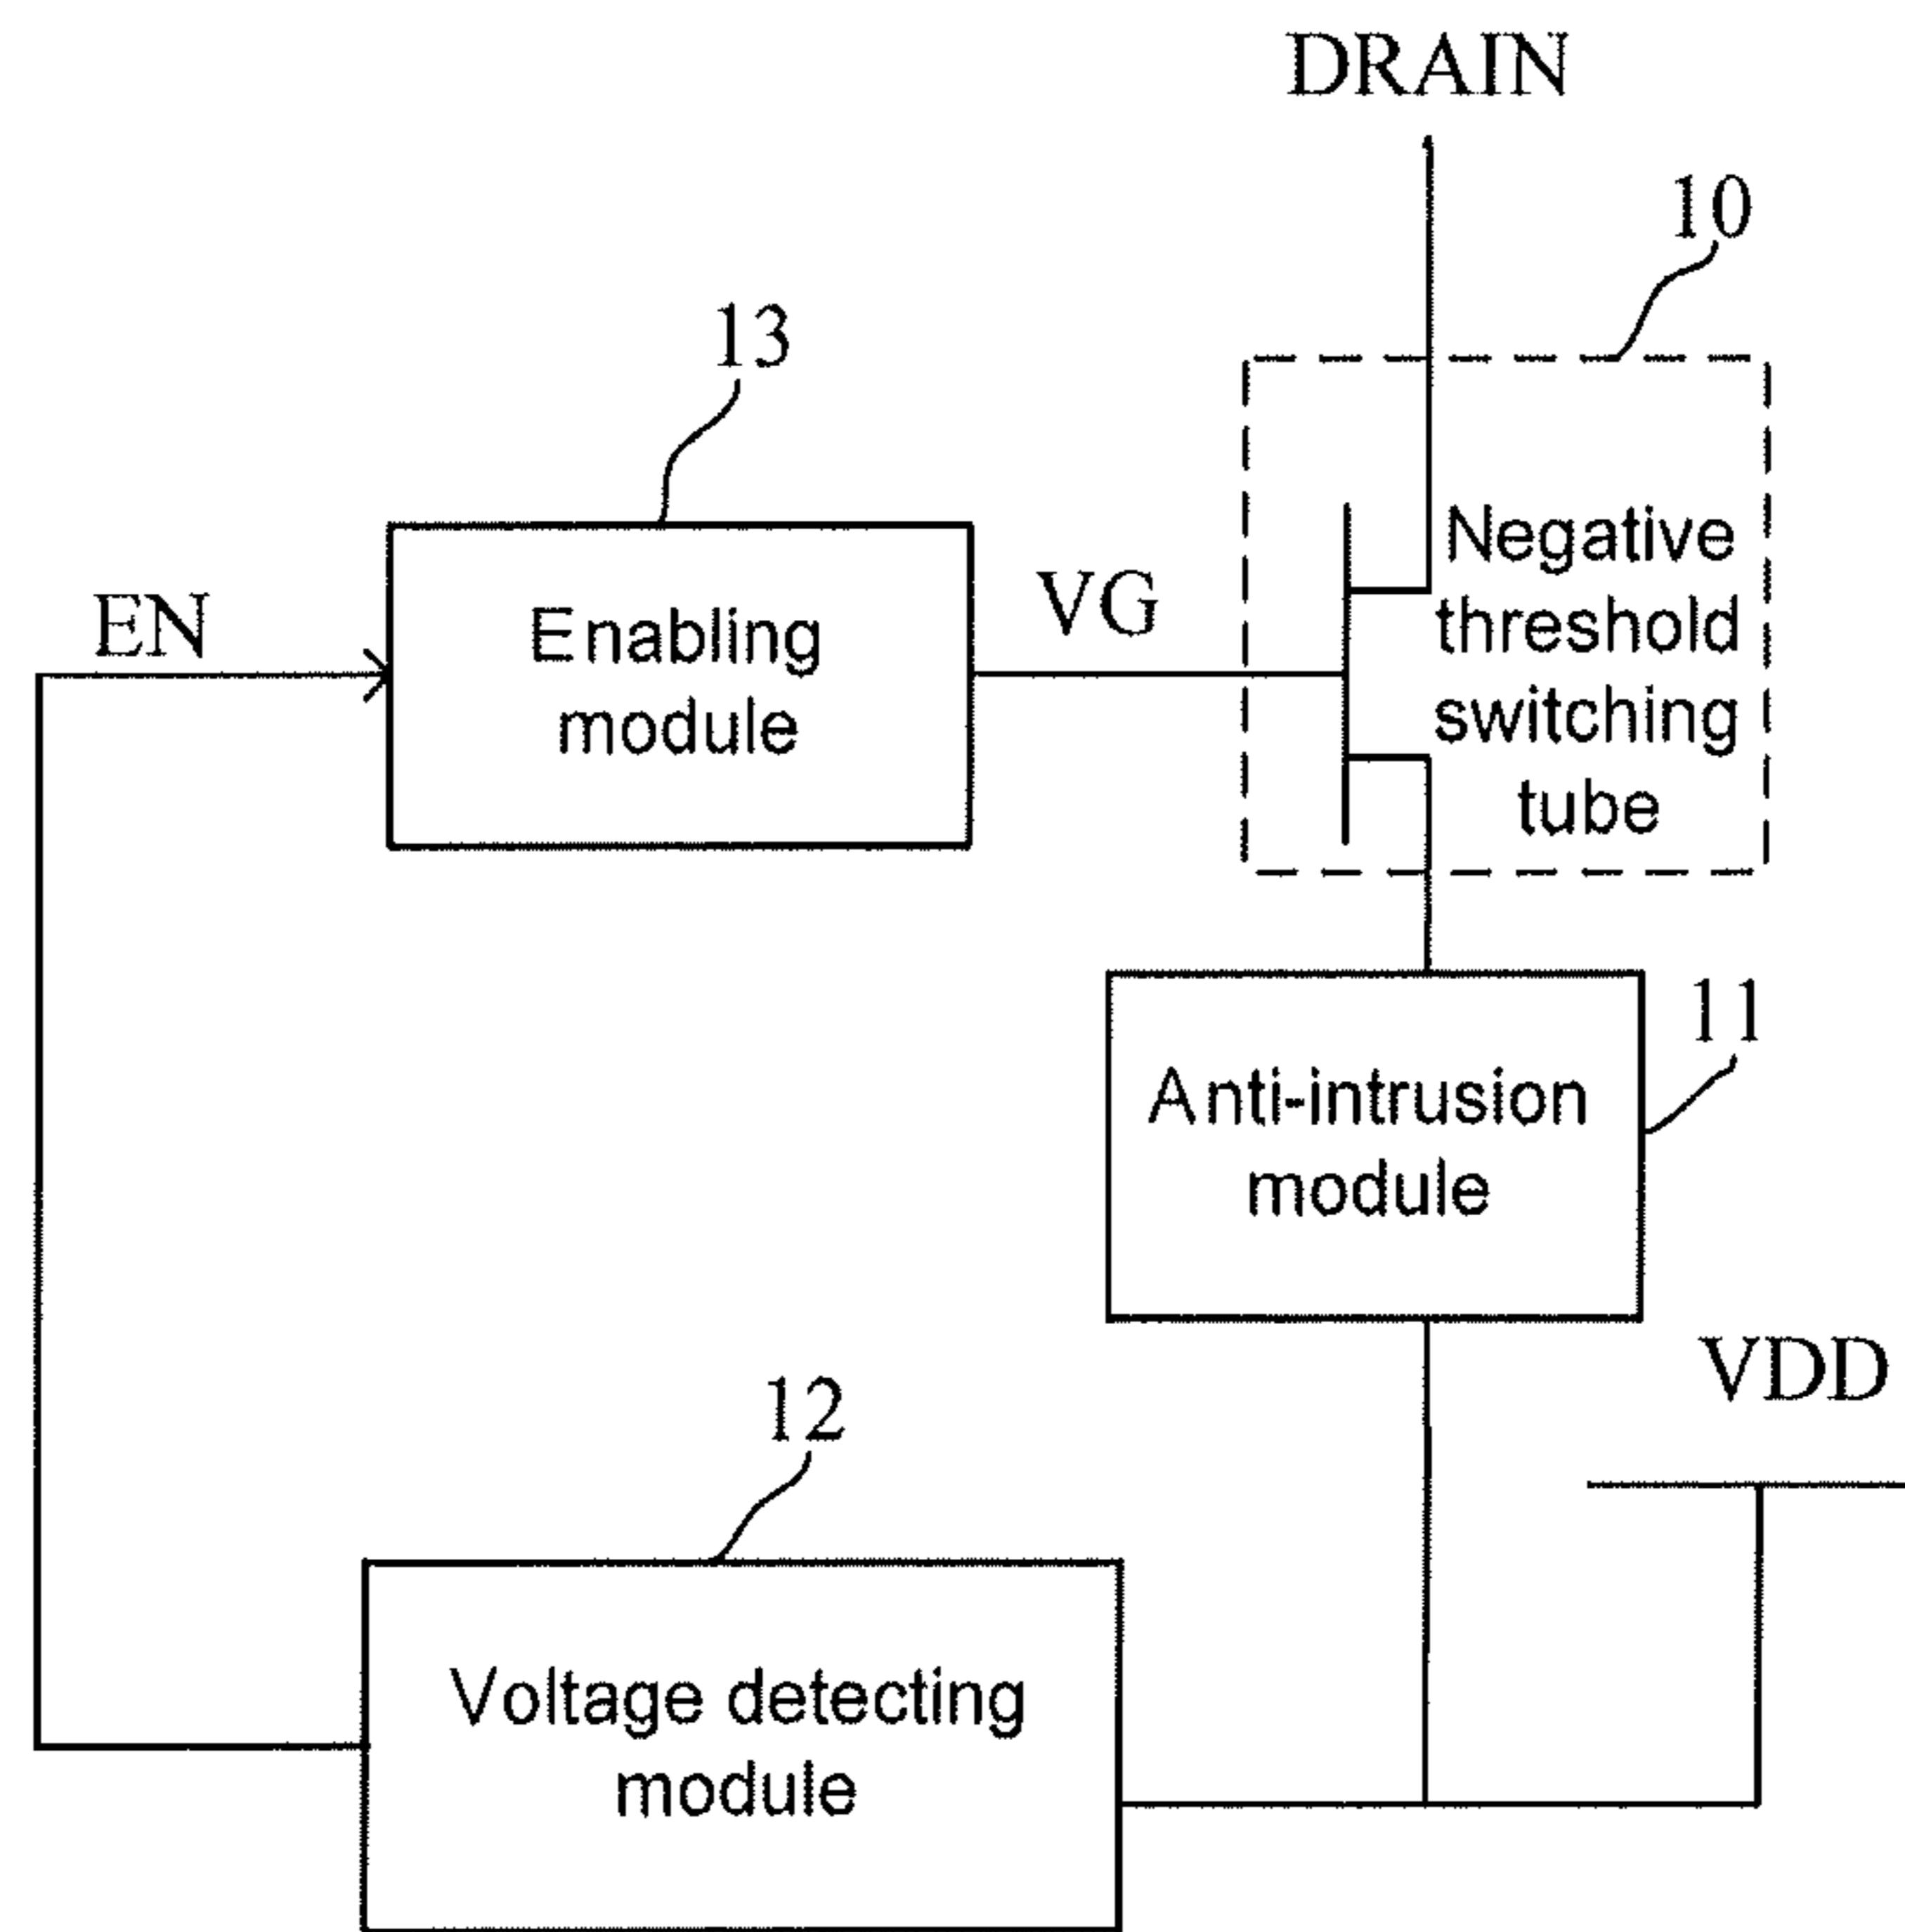 DRAIN
10
13
EN
Enabling
module
VG
Negative
threshold
switching
tube
11
Anti-intrusion
module
VDD
12
Voltage detecting
module